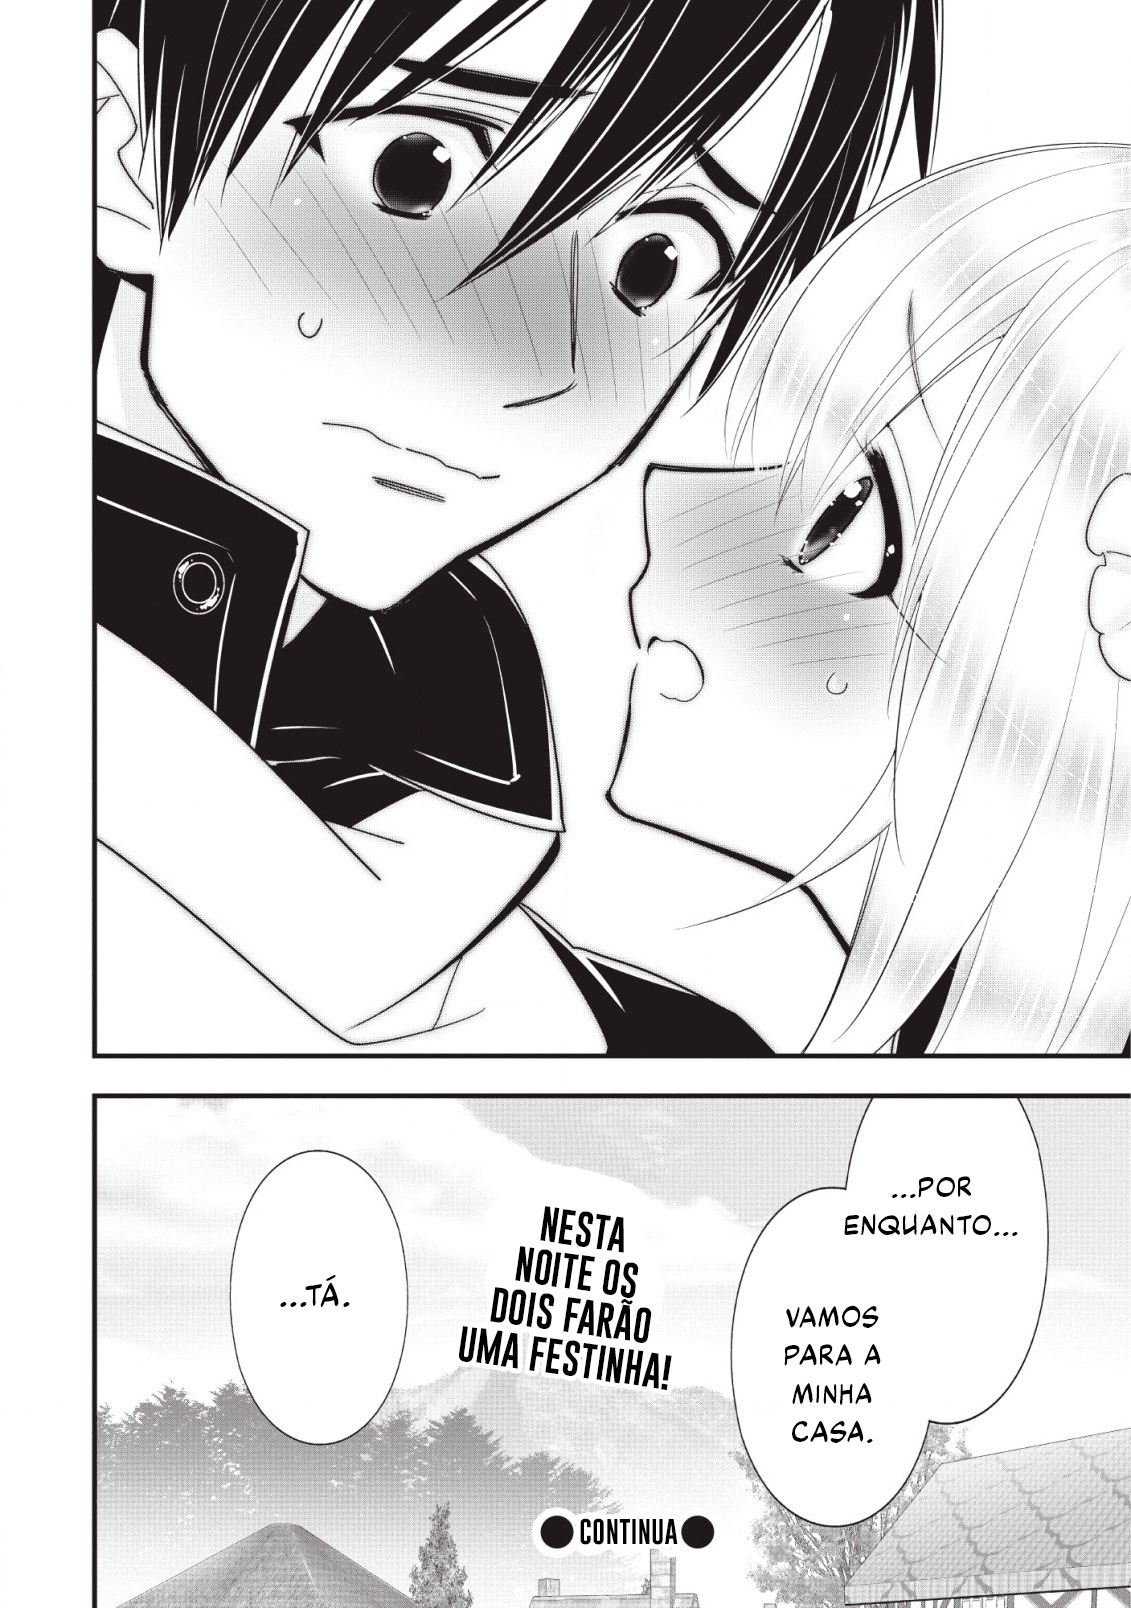 ...POR
ENQUANTO...
VAMOS
PARA A
MINHA
CASA.
NESTA
NOITE OS
DOIS FARÃO
UMA FESTINHA!
...TÁ.
●CONTINUA●